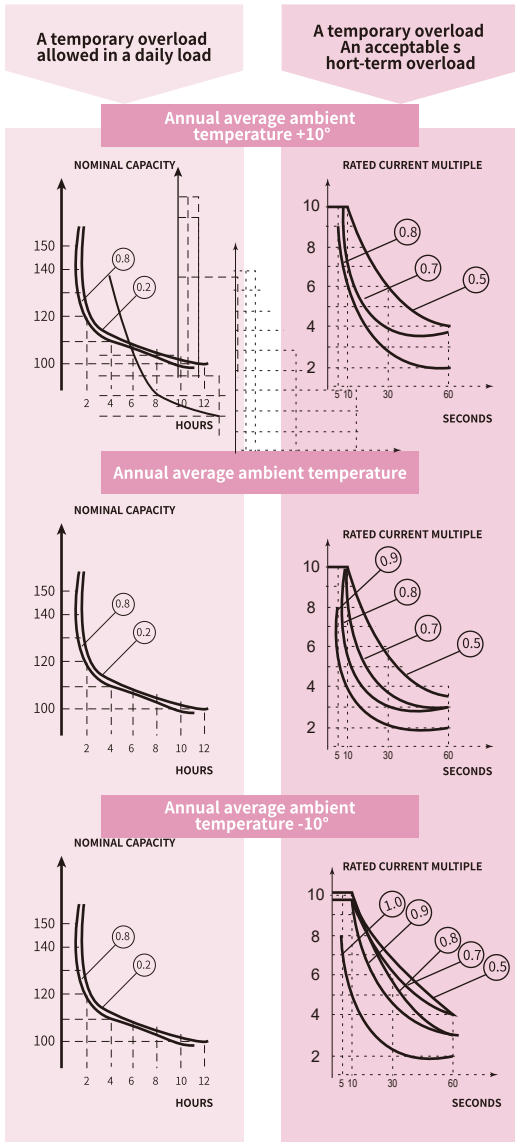 A temporary overload
allowed in a daily load
A temporary overload
An acceptable s
hort-term overload
Annual average ambient
temperature +10°
NOMINAL CAPACITY
150
140
120
100
0.8
0.2
2 4 6 8 10 12
HOURS
RATED CURRENT MULTIPLE
10
8
6
4
2
0.8
0.7
0.5
5 10 30 60
SECONDS
Annual average ambient temperature
NOMINAL CAPACITY
150
140
120
100
0.8
0.2
2 4 6 8 10 12
HOURS
RATED CURRENT MULTIPLE
10
8
6
4
2
0.9
0.8
0.7
0.5
5 10 30 60
SECONDS
Annual average ambient
temperature -10°
NOMINAL CAPACITY
150
140
120
100
0.8
0.2
2 4 6 8 10 12
HOURS
RATED CURRENT MULTIPLE
10
8
6
4
2
1.0
0.9
0.8
0.7
0.5
5 10 30 60
SECONDS